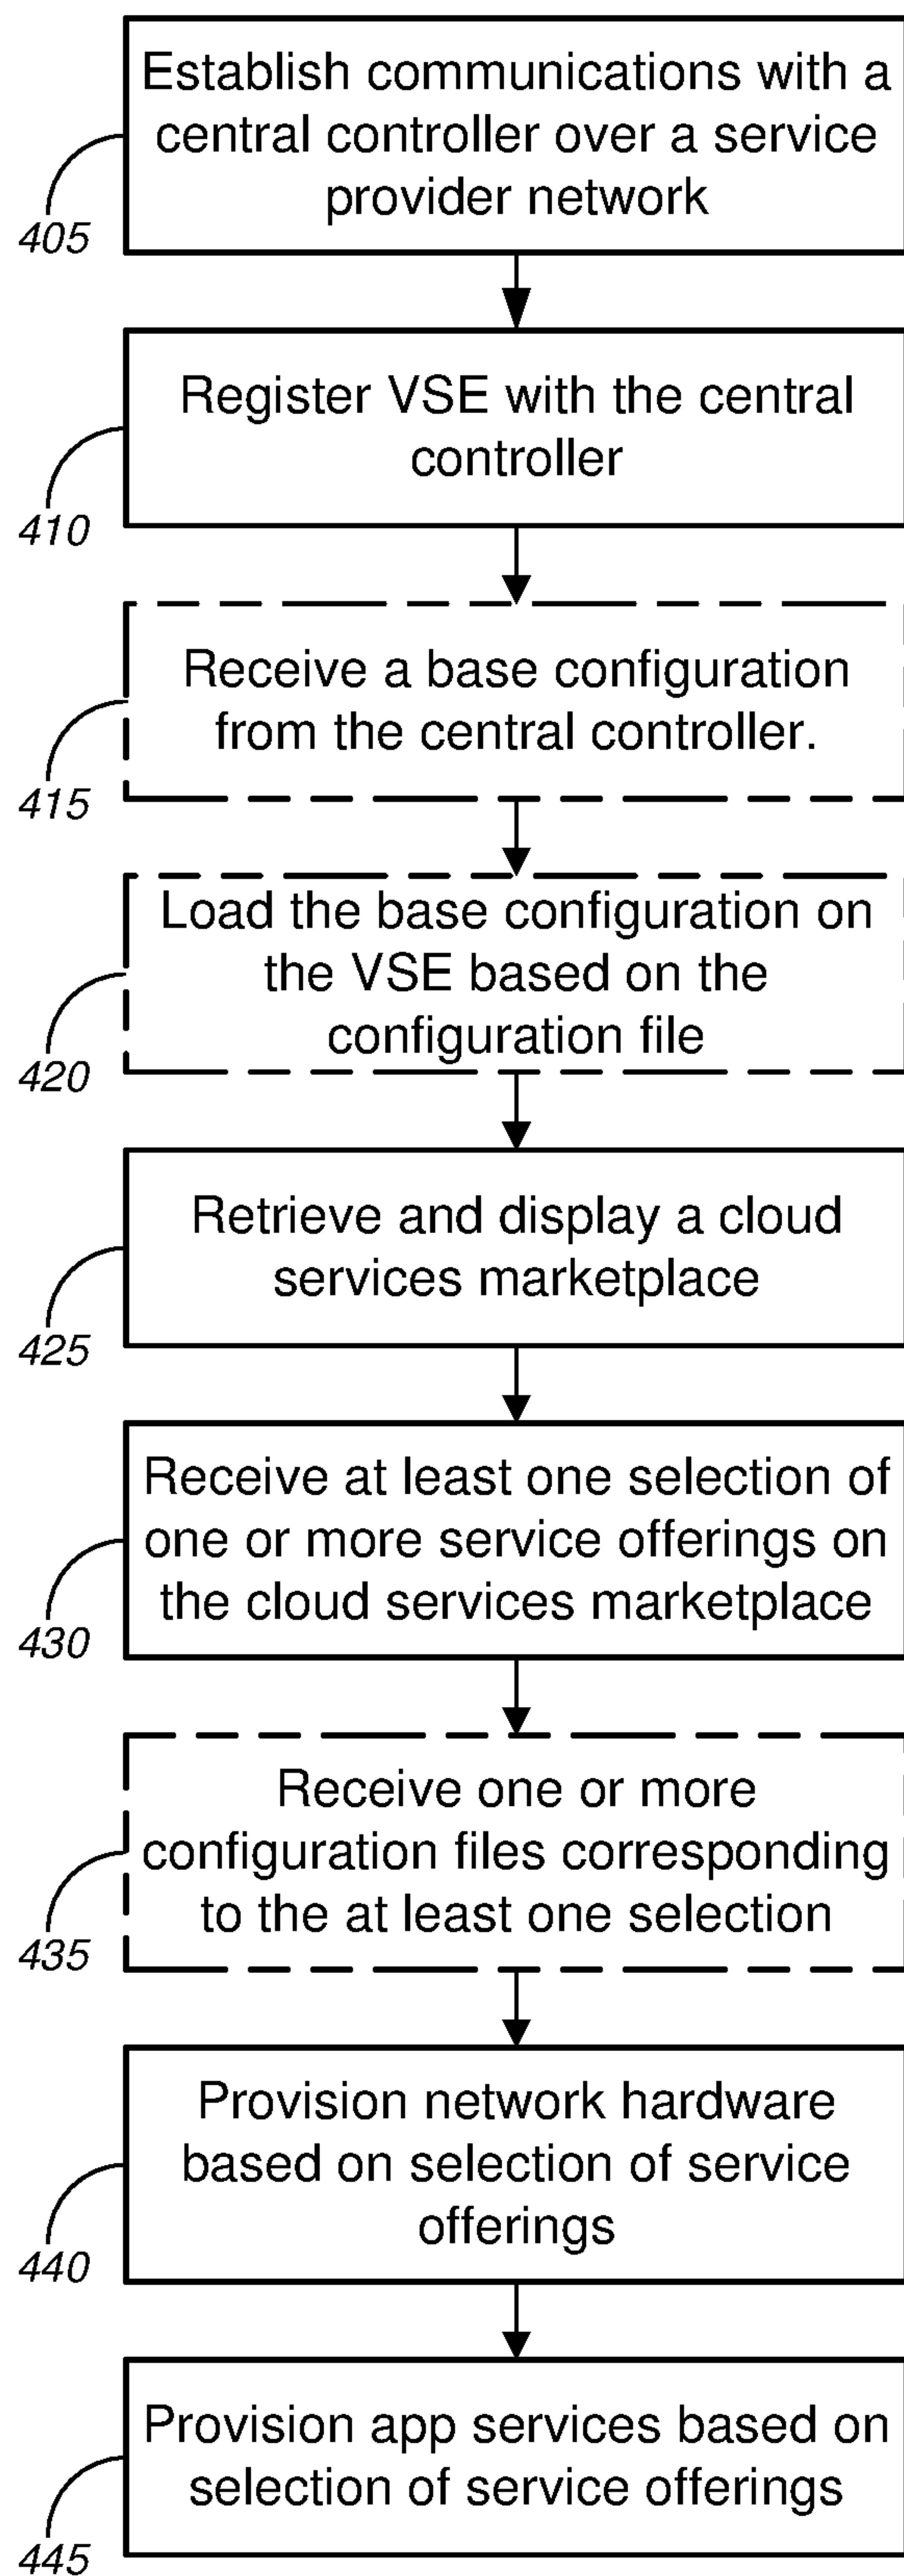 Establish communications with a
central controller over a service
provider network
405
Register VSE with the central
controller
410
Receive a base configuration
from the central controller.
415
Load the base configuration on
the VSE based on the
configuration file
420
Retrieve and display a cloud
services marketplace
425
Receive at least one selection of
one or more service offerings on
the cloud services marketplace
430
Receive one or more
configuration files corresponding
to the at least one selection
435
Provision network hardware
based on selection of service
offerings
440
Provision app services based on
selection of service offerings
445